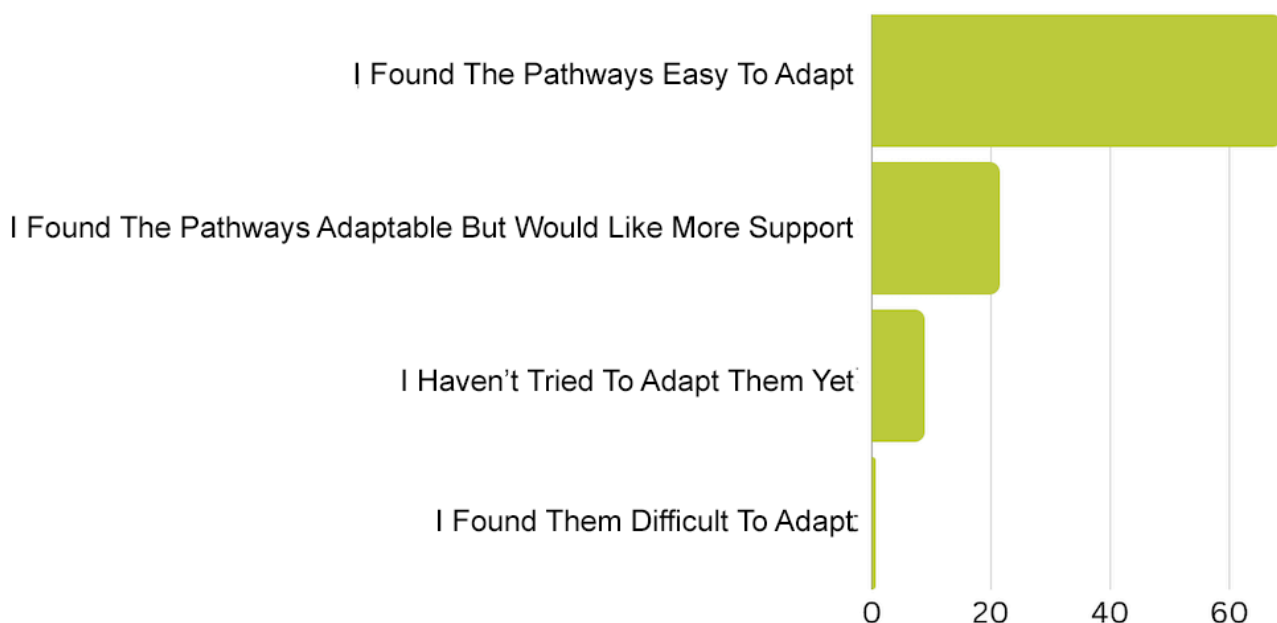 I Found The Pathways Easy To Adapt
I Found The Pathways Adaptable But Would Like More Support
I Haven’t Tried To Adapt Them Yet
I Found Them Difficult To Adapt
0 20 40 60